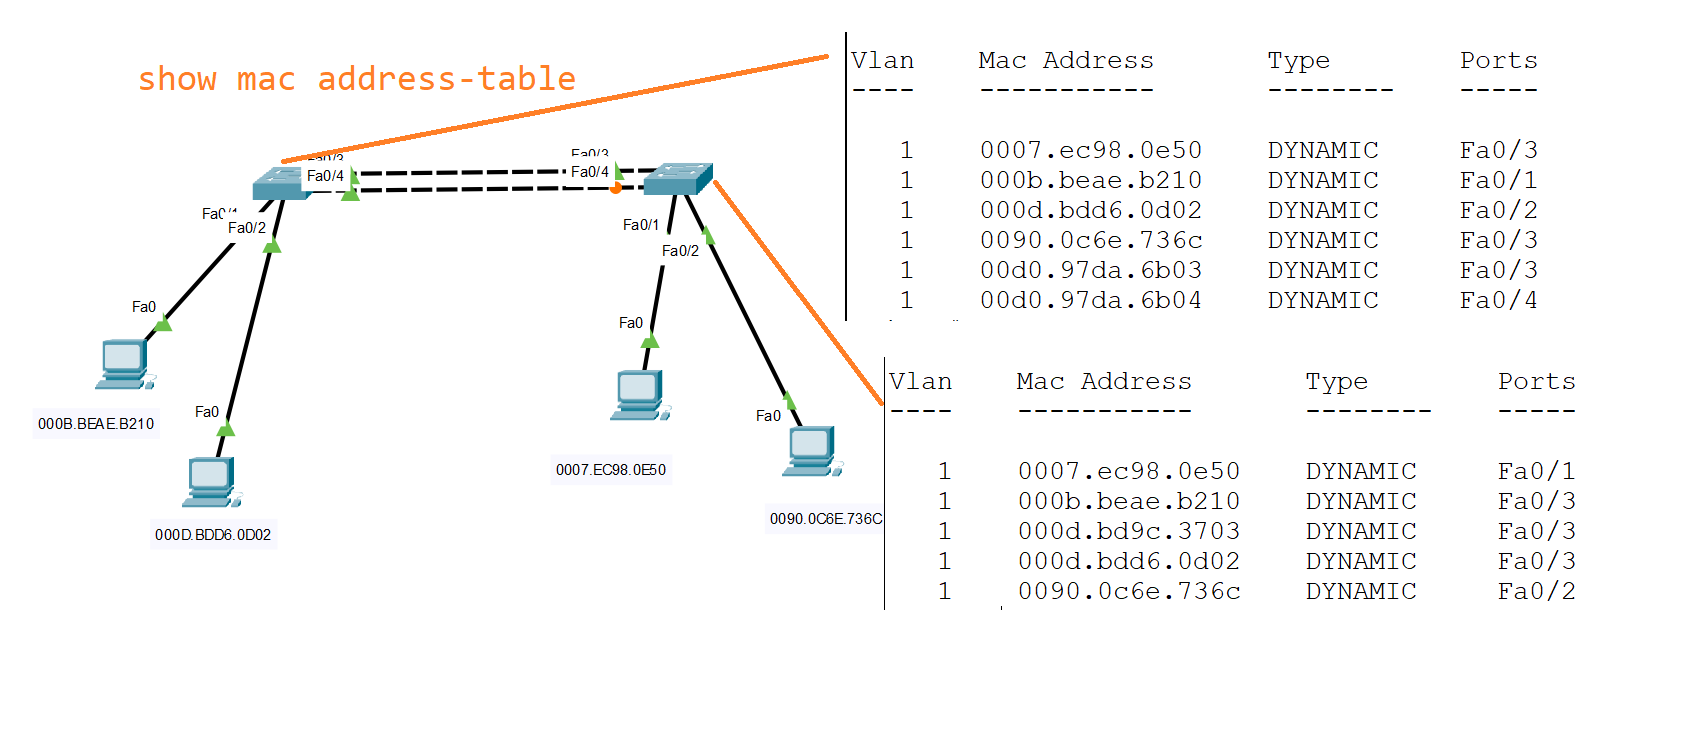 show mac address-table
Vlan Mac Address Type Ports
---- ----------- -------- -----
1 0007.ec98.0e50 DYNAMIC Fa0/3
1 000b.beae.b210 DYNAMIC Fa0/1
1 000d.bdd6.0d02 DYNAMIC Fa0/2
1 0090.0c6e.736c DYNAMIC Fa0/3
1 00d0.97da.6b03 DYNAMIC Fa0/3
1 00d0.97da.6b04 DYNAMIC Fa0/4
Fa0/3
Fa0/4
Fa0/3
Fa0/4
Fa0/1
Fa0/2
Fa0/1
Fa0/2
Fa0
Fa0
Fa0
Fa0
000B.BEAE.B210
000D.BDD6.0D02
0007.EC98.0E50
0090.0C6E.736C
Vlan Mac Address Type Ports
---- ----------- -------- -----
1 0007.ec98.0e50 DYNAMIC Fa0/1
1 000b.beae.b210 DYNAMIC Fa0/3
1 000d.bd9c.3703 DYNAMIC Fa0/3
1 000d.bdd6.0d02 DYNAMIC Fa0/3
1 0090.0c6e.736c DYNAMIC Fa0/2